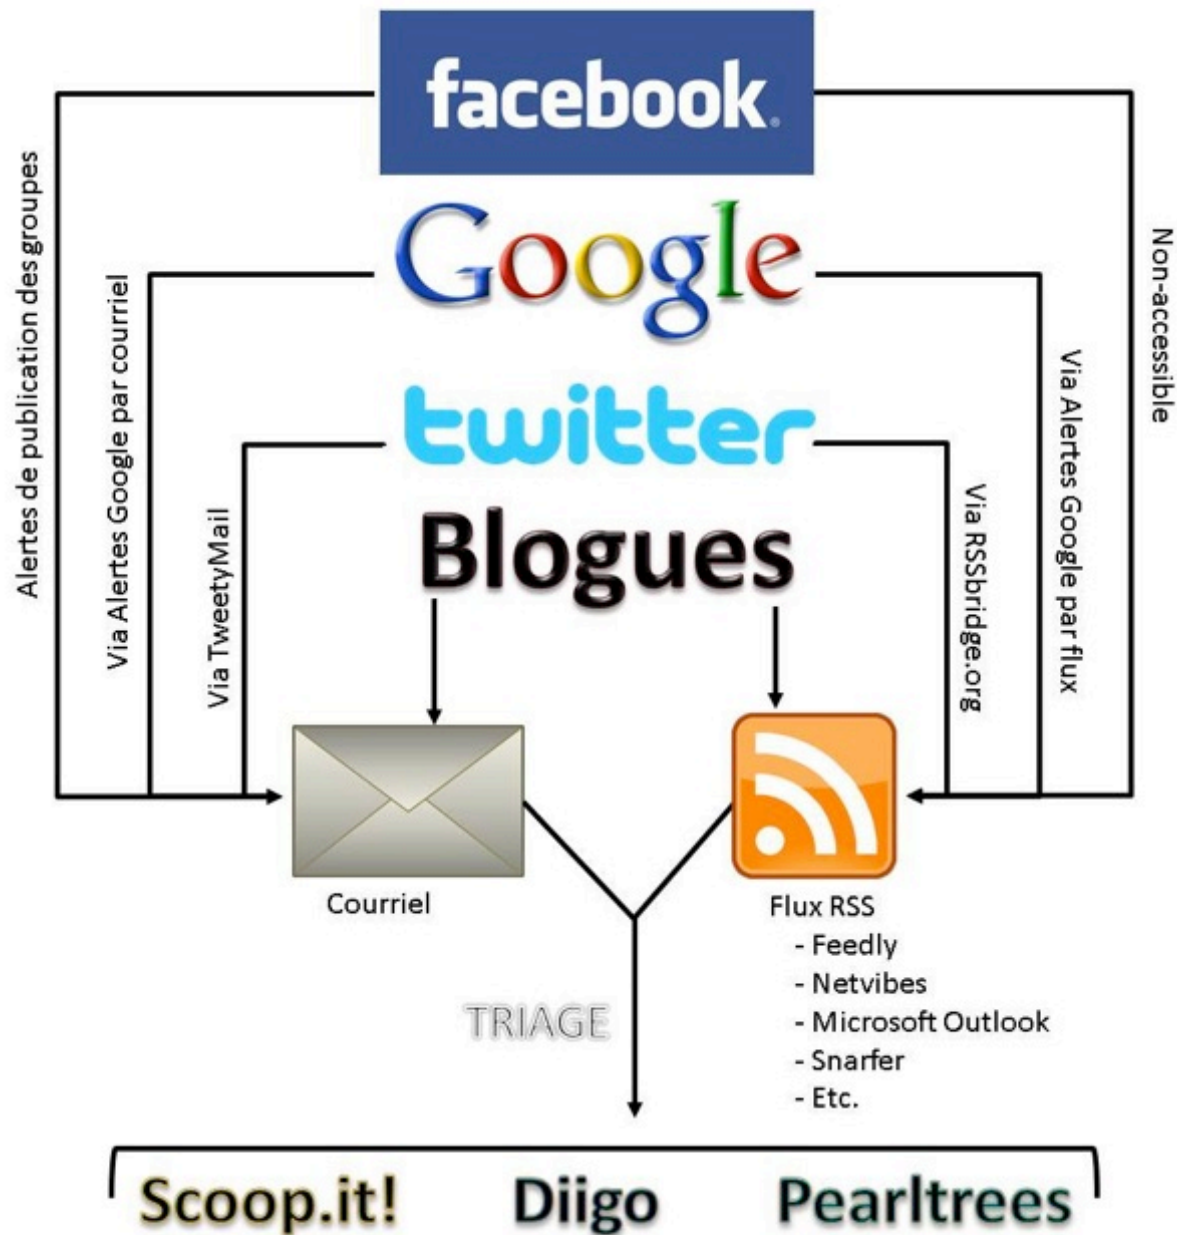 facebook®
Google
twitter
Blogues
Alertes de publication des groupes
Via Alertes Google par courriel
Via TweetyMail
Via RSSbridge.org
Via Alertes Google par flux
Non-accessible
Courriel
Flux RSS
- Feedly
- Netvibes
- Microsoft Outlook
- Snarfer
- Etc.
TRIAGE
Scoop.it! Diigo Pearltrees